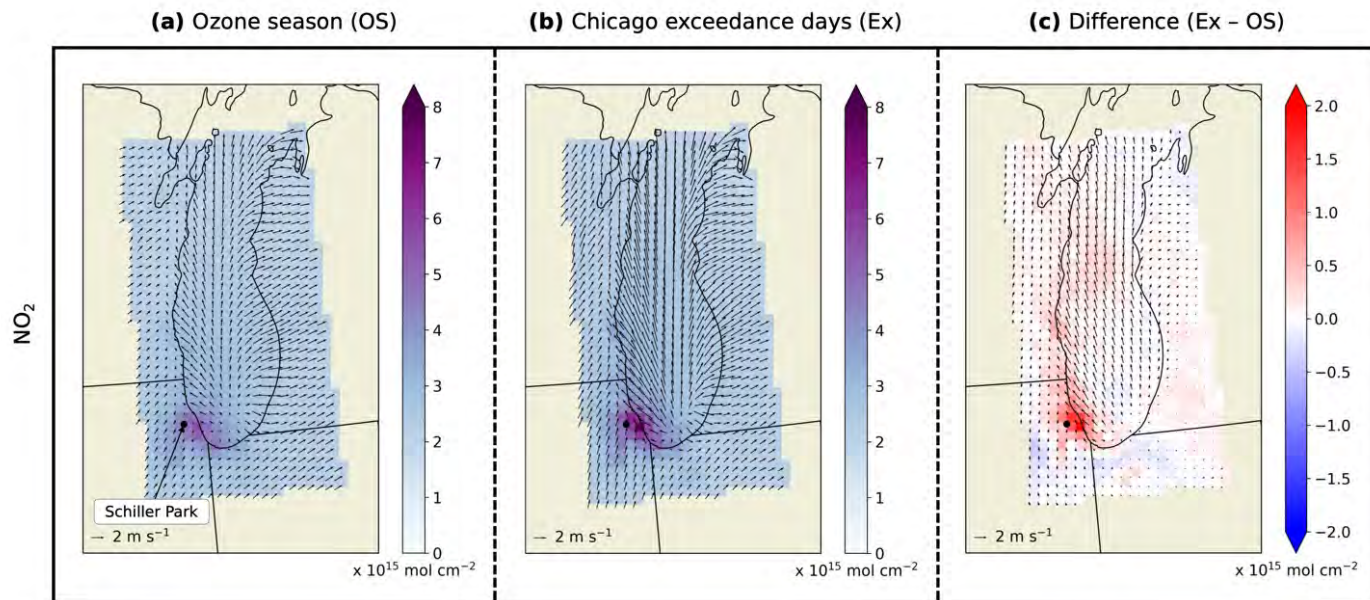 (a) Ozone season (OS)
(b) Chicago exceedance days (Ex)
(c) Difference (Ex – OS)
NO₂
8
7
6
5
4
3
2
1
0
Schiller Park
→ 2 m s⁻¹
x 10¹⁵ mol cm⁻²
8
7
6
5
4
3
2
1
0
→ 2 m s⁻¹
x 10¹⁵ mol cm⁻²
2.0
1.5
1.0
0.5
0.0
−0.5
−1.0
−1.5
−2.0
→ 2 m s⁻¹
x 10¹⁵ mol cm⁻²